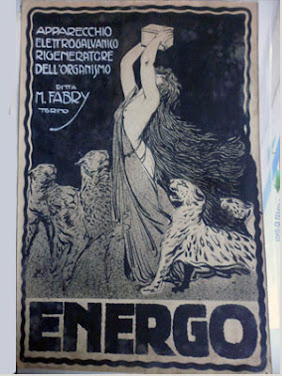 APPARECCHIO
ELETTROGALVANICO
RIGENERATORE
DELL'ORGANISMO
DITTA
M. FABRY
TORINO
ENERGO